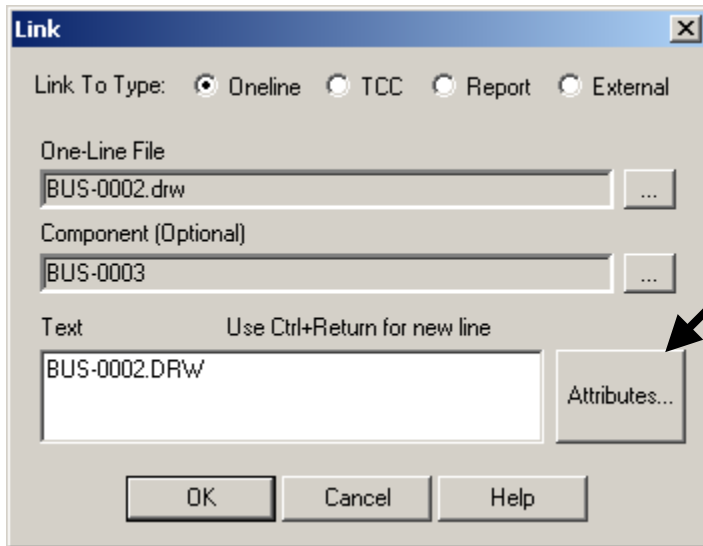 Link
Link To Type: Oneline TCC Report External
One-Line File
BUS-0002.drw ...
Component (Optional)
BUS-0003 ...
Text Use Ctrl+Return for new line
BUS-0002.DRW
Attributes...
OK Cancel Help